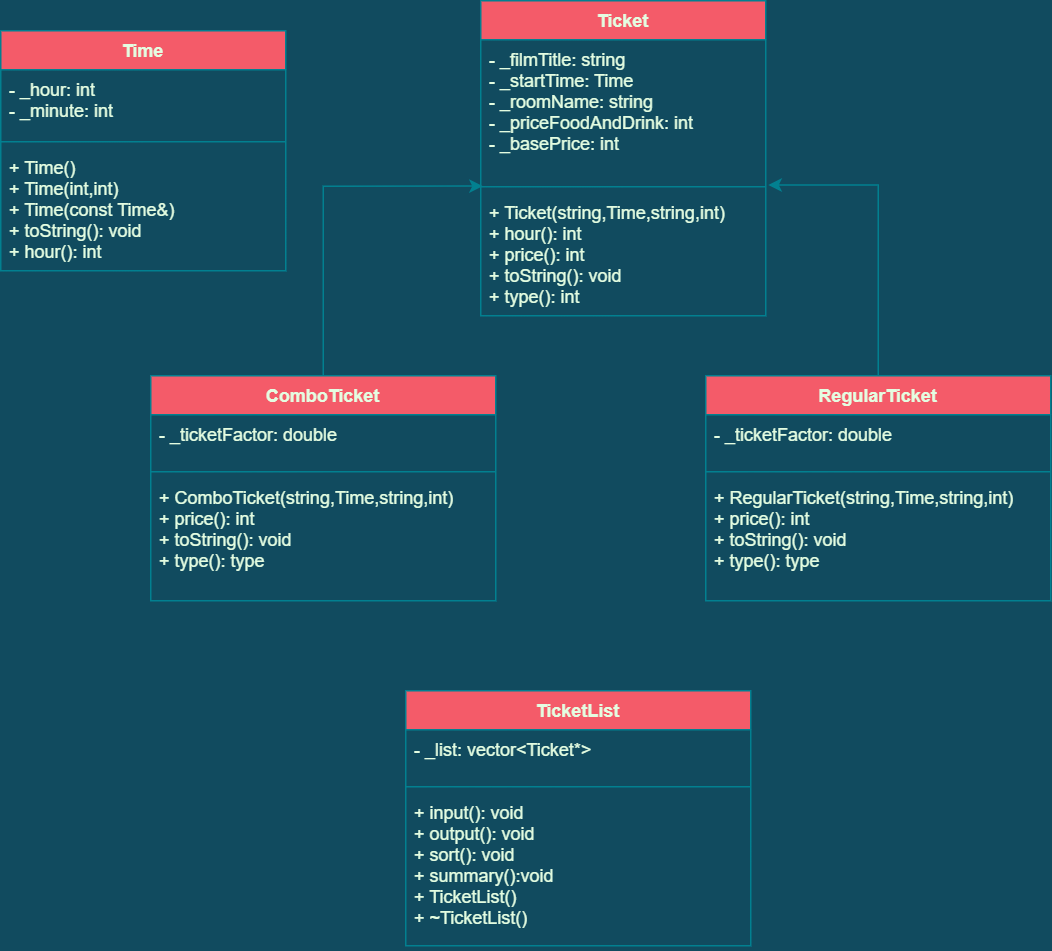 Time
- _hour: int
- _minute: int
+ Time()
+ Time(int,int)
+ Time(const Time&)
+ toString(): void
+ hour(): int
Ticket
- _filmTitle: string
- _startTime: Time
- _roomName: string
- _priceFoodAndDrink: int
- _basePrice: int
+ Ticket(string,Time,string,int)
+ hour(): int
+ price(): int
+ toString(): void
+ type(): int
ComboTicket
- _ticketFactor: double
+ ComboTicket(string,Time,string,int)
+ price(): int
+ toString(): void
+ type(): type
RegularTicket
- _ticketFactor: double
+ RegularTicket(string,Time,string,int)
+ price(): int
+ toString(): void
+ type(): type
TicketList
- _list: vector<Ticket*>
+ input(): void
+ output(): void
+ sort(): void
+ summary():void
+ TicketList()
+ ~TicketList()